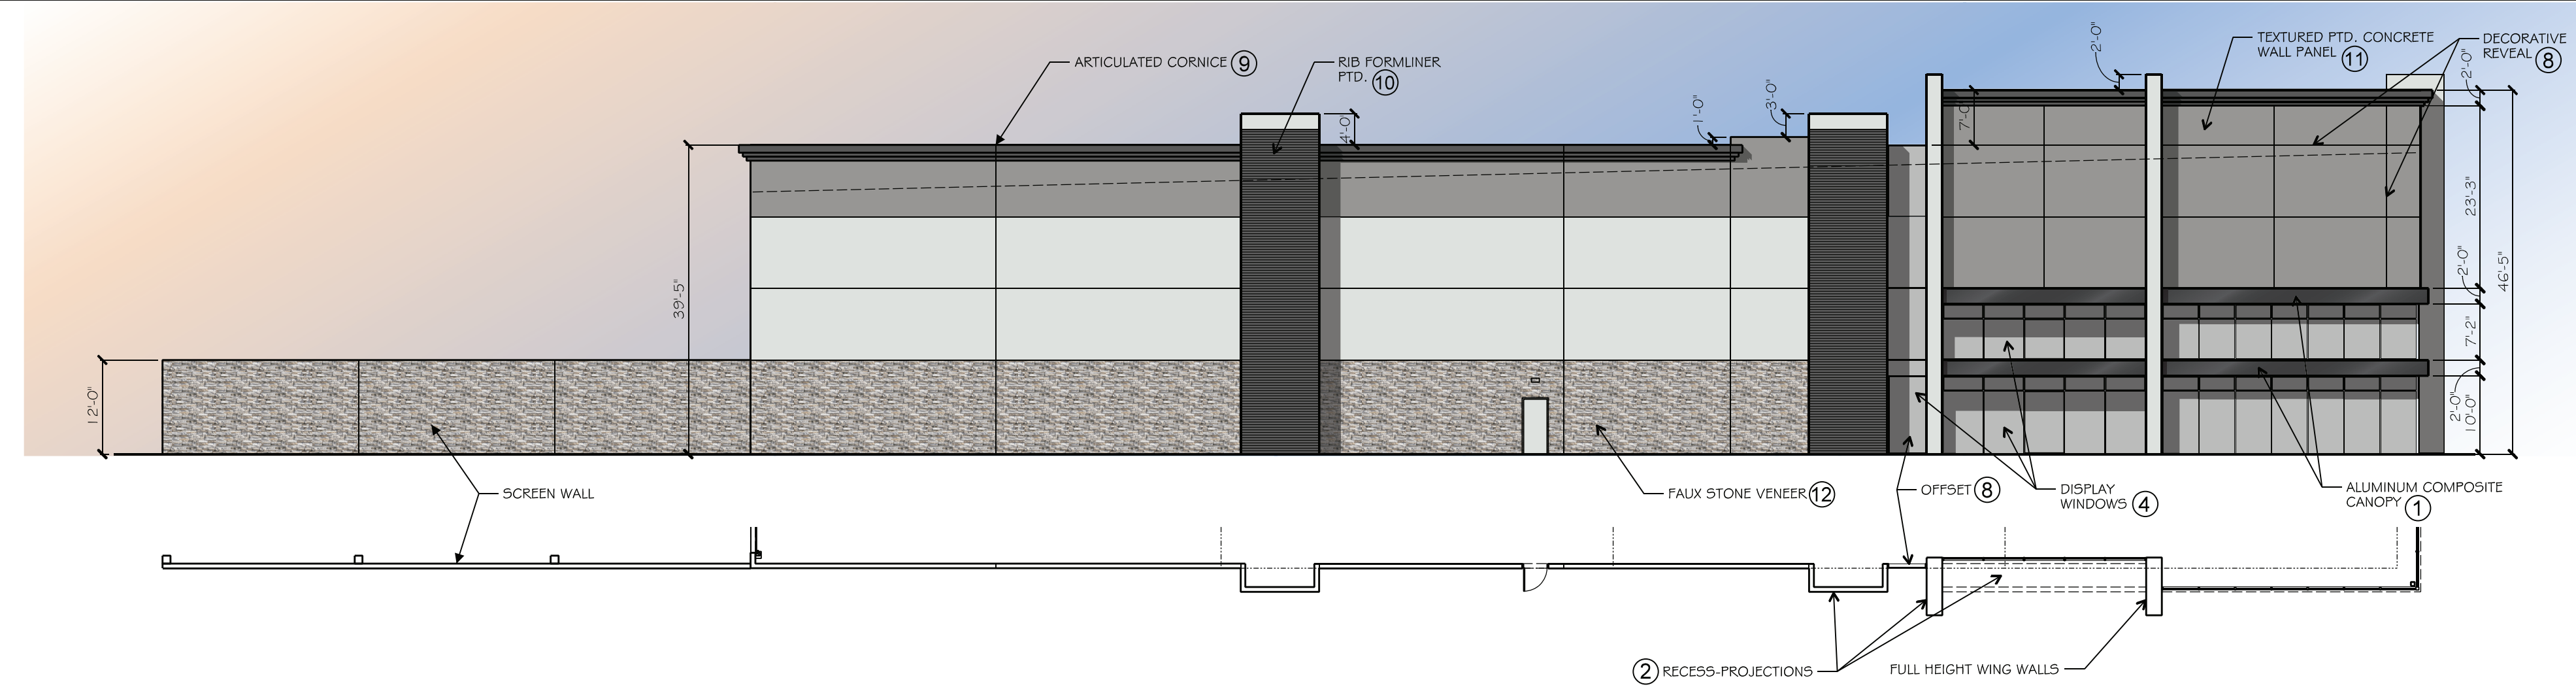 ARTICULATED CORNICE 9
RIB FORMLINER
PTD. 10
TEXTURED PTD. CONCRETE
WALL PANEL 11
DECORATIVE
REVEAL 8
2'-0"
2'-0"
1'-0"
3'-0"
4'-0"
7'-0"
39'-5"
12'-0"
23'-3"
2'-0"
46'-5"
7'-2"
2'-0"
10'-0"
SCREEN WALL
FAUX STONE VENEER 12
OFFSET 8
DISPLAY
WINDOWS 4
ALUMINUM COMPOSITE
CANOPY 1
2 RECESS-PROJECTIONS
FULL HEIGHT WING WALLS